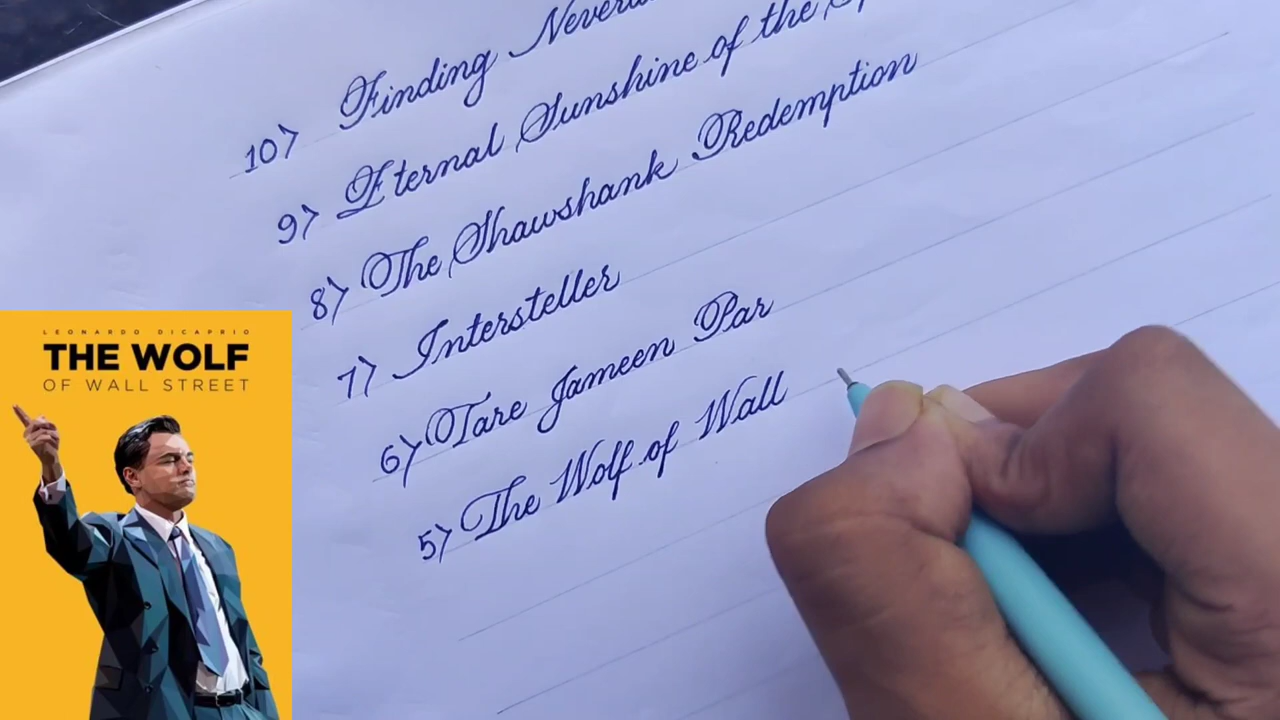 10) Finding
9) Eternal Sunshine of the
8) The Shawshank Redemption
7) Intersteller
6) Tare Jameen Par
5) The Wolf of Wall
LEONARDO DICAPRIO
THE WOLF
OF WALL STREET